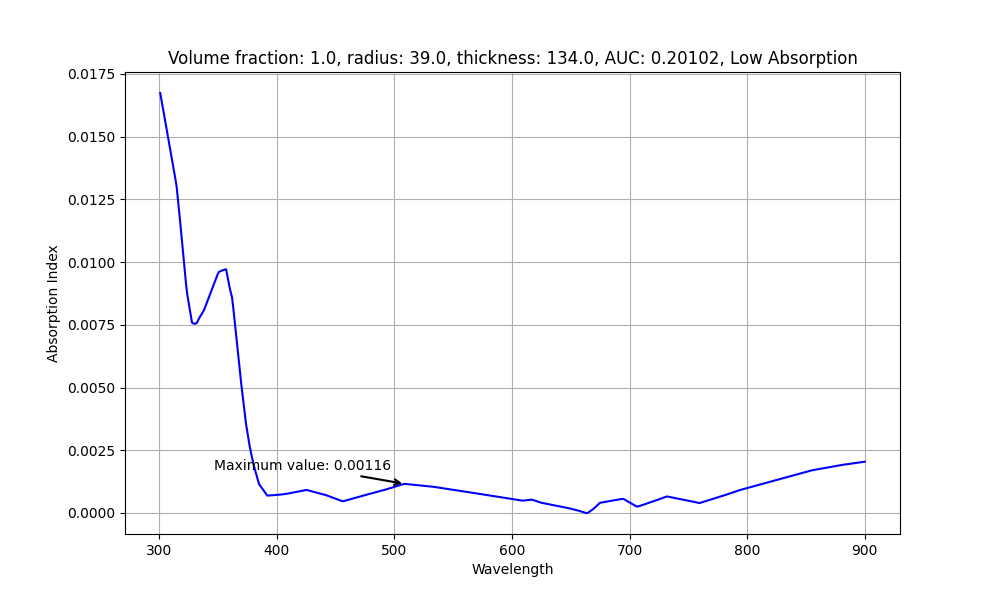 Volume fraction: 1.0, radius: 39.0, thickness: 134.0, AUC: 0.20102, Low Absorption
0.0175
0.0150
0.0125
0.0100
0.0075
0.0050
0.0025
0.0000
Absorption Index
Maximum value: 0.00116
300 400 500 600 700 800 900
Wavelength